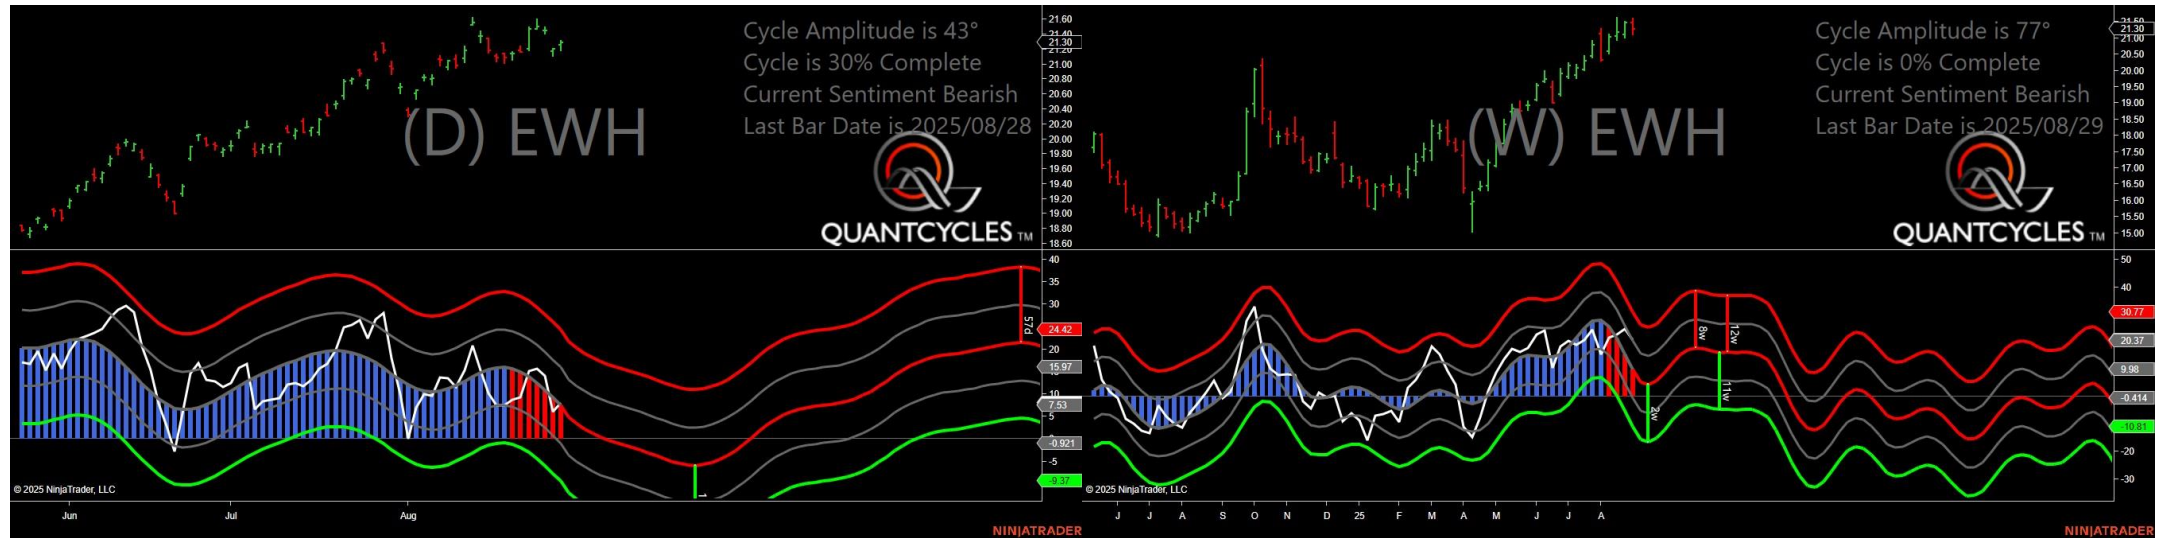 Cycle Amplitude is 43°
Cycle is 30% Complete
Current Sentiment Bearish
Last Bar Date is 2025/08/28
(D) EWH
QUANTCYCLES TM
21.60
21.40
21.30
21.20
21.00
20.80
20.60
20.40
20.20
20.00
19.80
19.60
19.40
19.20
19.00
18.80
18.60
40
35
30
24.42
20
15.97
10
7.53
5
-0.921
-5
-9.37
57d
1
© 2025 NinjaTrader, LLC
Jun
Jul
Aug
NINJATRADER
Cycle Amplitude is 77°
Cycle is 0% Complete
Current Sentiment Bearish
Last Bar Date is 2025/08/29
(W) EWH
QUANTCYCLES TM
21.50
21.30
21.00
20.50
20.00
19.50
19.00
18.50
18.00
17.50
17.00
16.50
16.00
15.50
15.00
50
40
30.77
20.37
9.98
-0.414
-10.81
-20
-30
8w
12w
2w
11w
© 2025 NinjaTrader, LLC
J
J
A
S
O
N
D
25
F
M
A
M
J
J
A
NINJATRADER